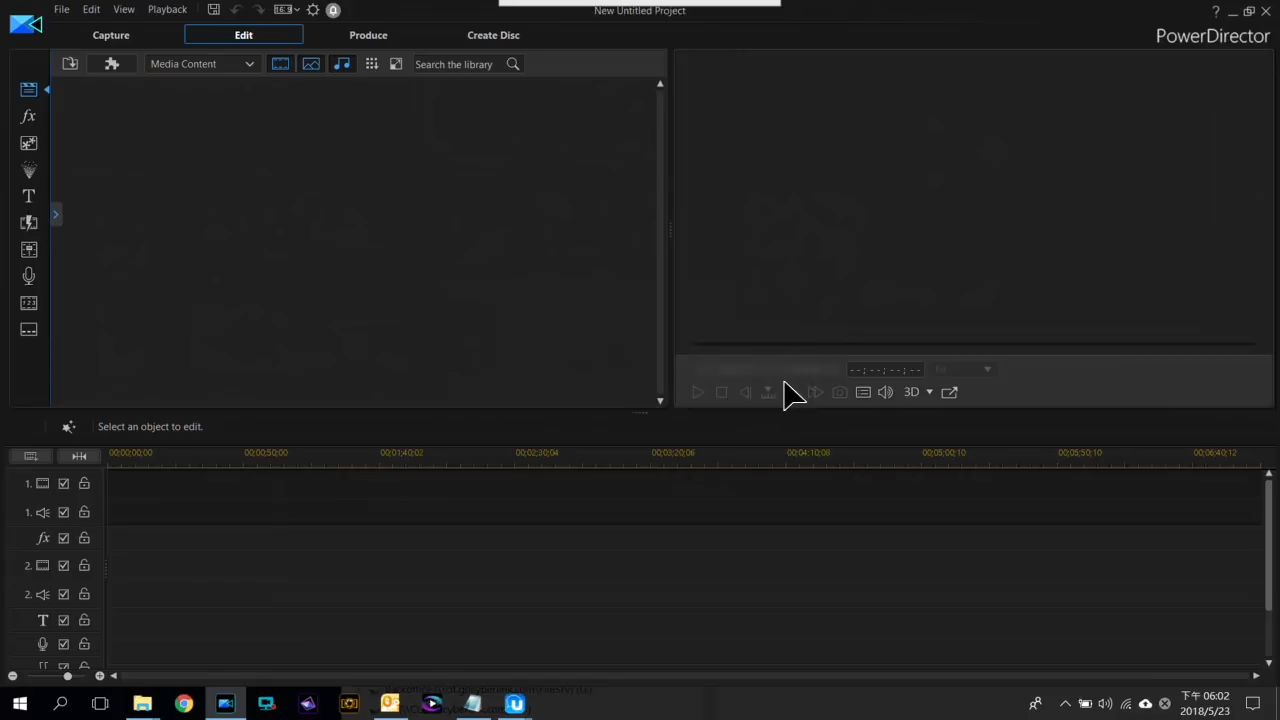 New Untitled Project
File Edit View Playback 16:9
?
Capture Edit Produce Create Disc
PowerDirector
Media Content
Search the library
fx
T
--;--;--;--
3D
Select an object to edit.
00;00;00;00 00;00;50;00 00;01;40;02 00;02;30;04 00;03;20;06 00;04;10;08 00;05;00;10 00;05;50;10 00;06;40;12
1.
1.
fx
2.
2.
T
下午 06:02
2018/5/23